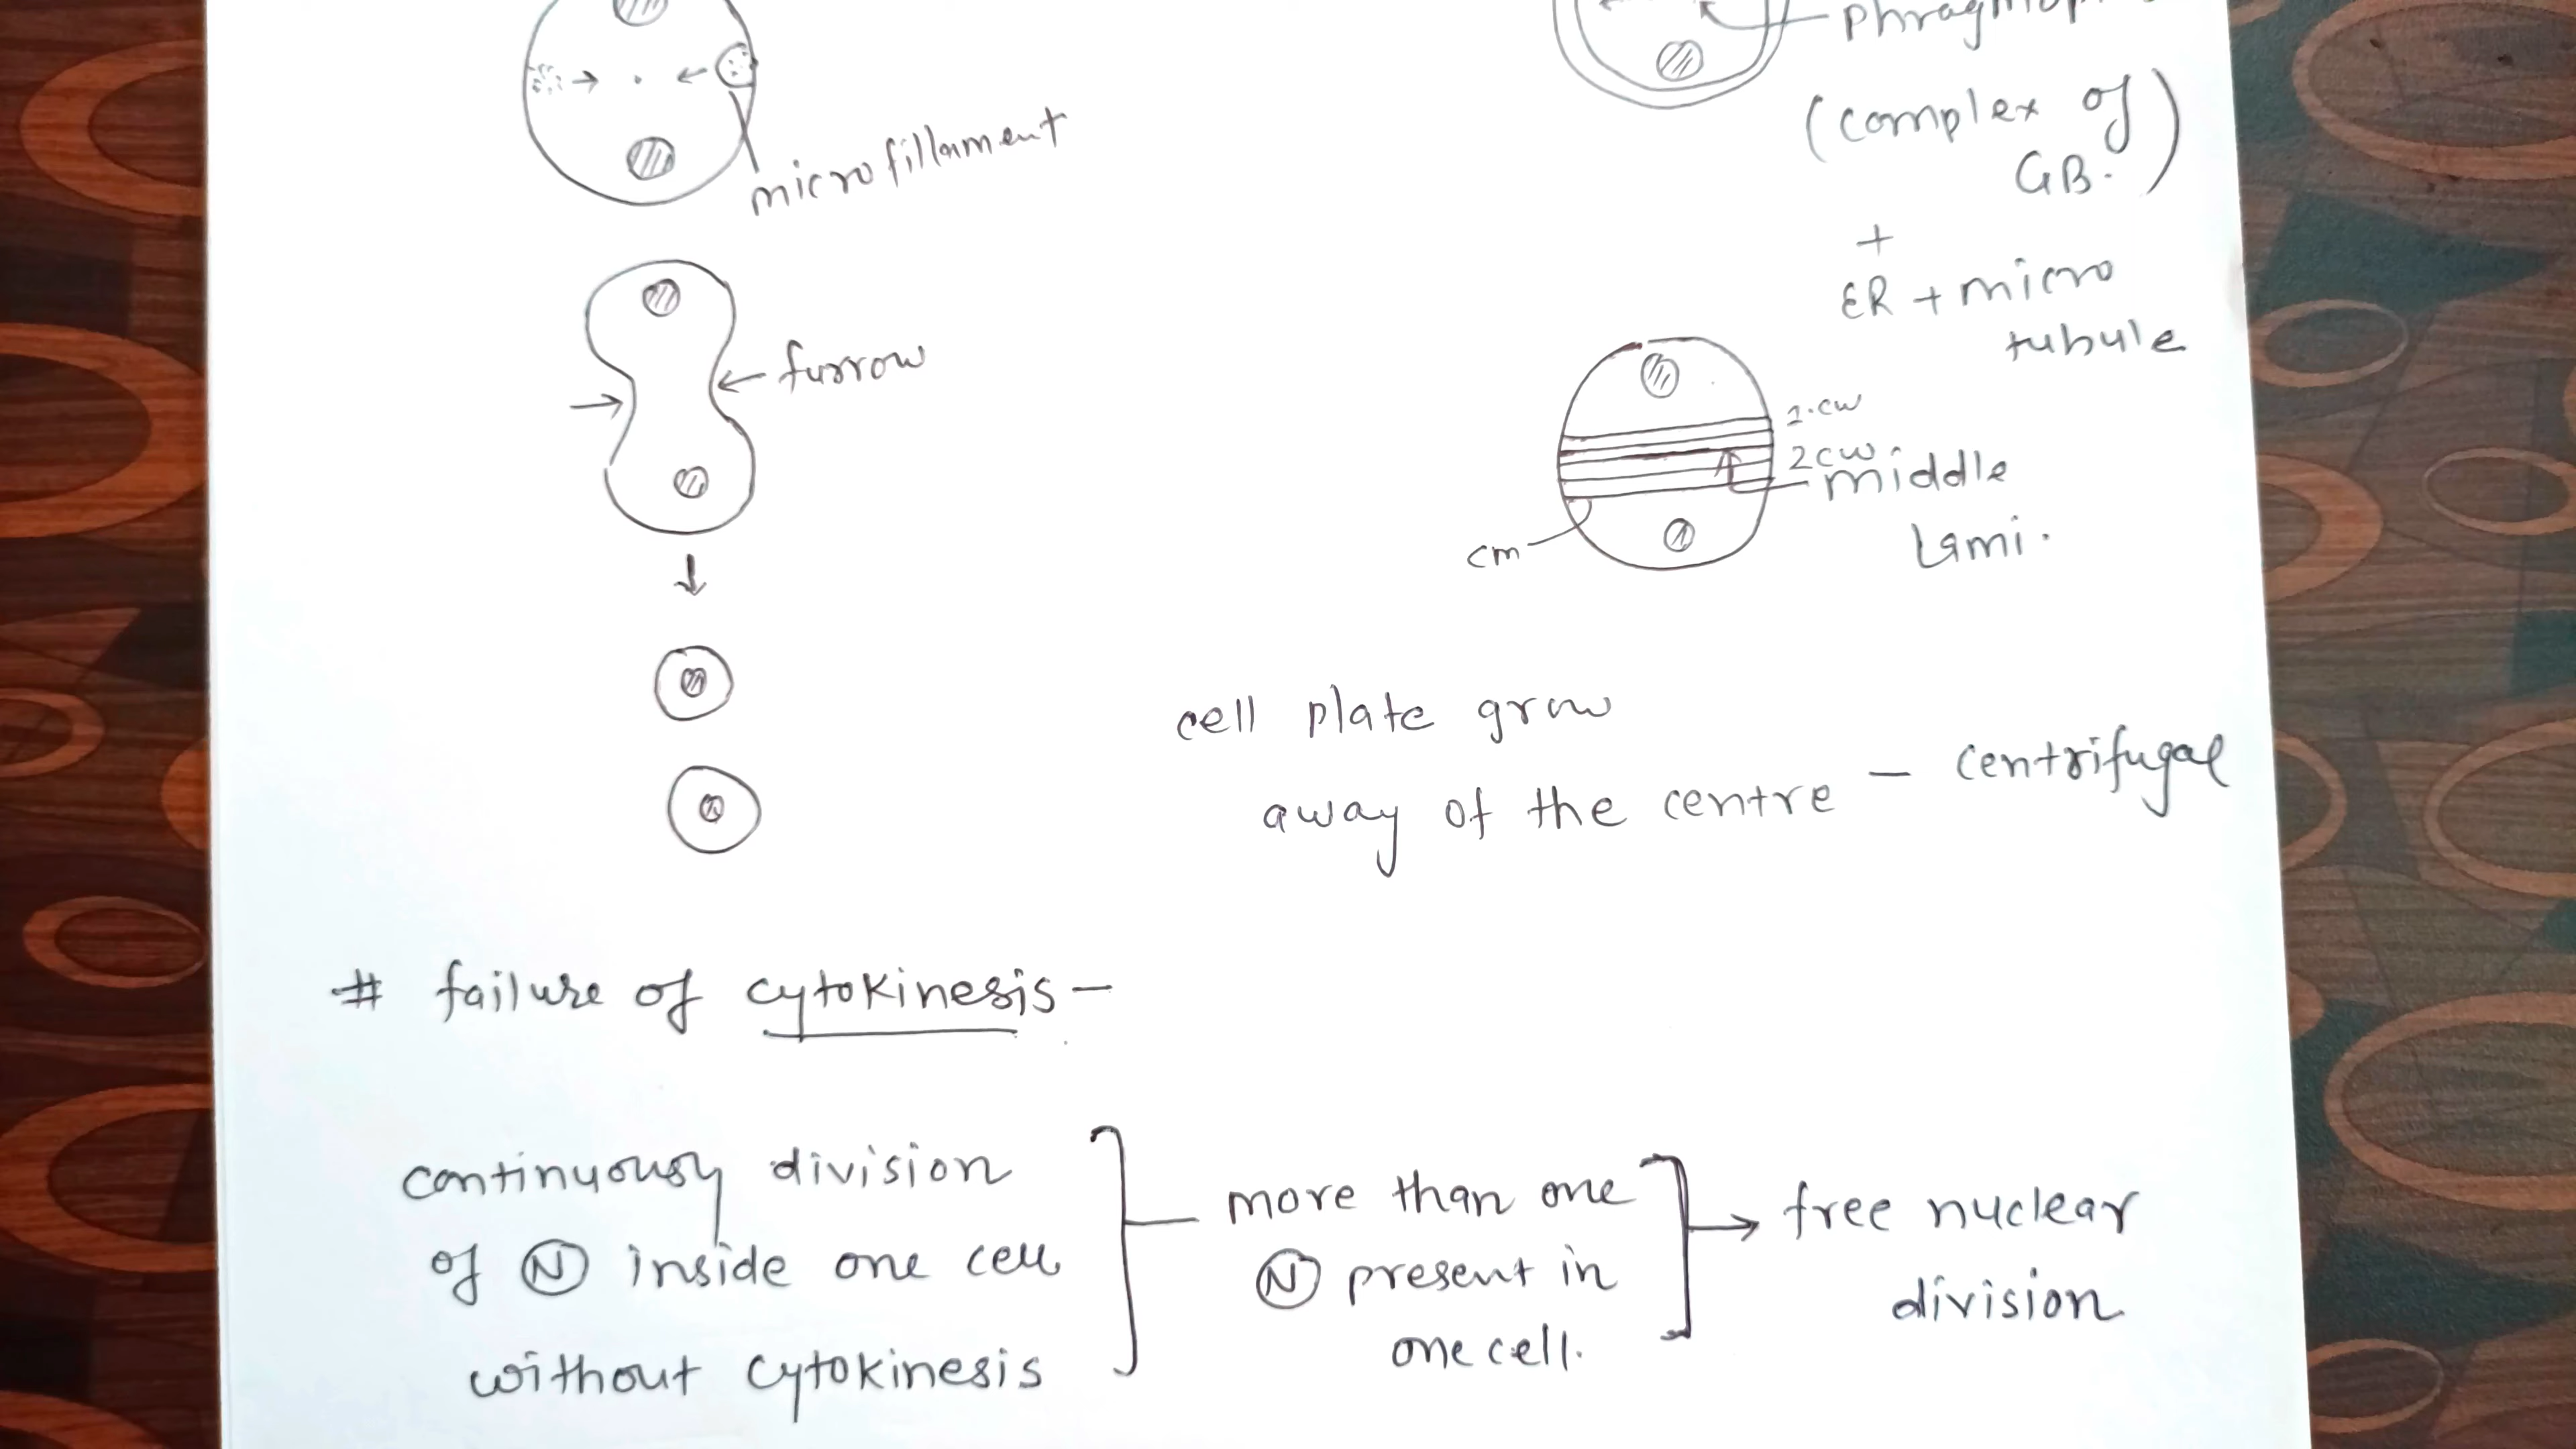 microfillament
← furrow
(complex of
GB.)
+
ER + micro
tubule
1.cw
2cw
middle
Lami.
cm
cell plate grow
away of the centre – centrifugal
# failure of cytokinesis –
continuously division
of Ⓝ inside one cell
without cytokinesis
more than one
Ⓝ present in
one cell.
→ free nuclear
division